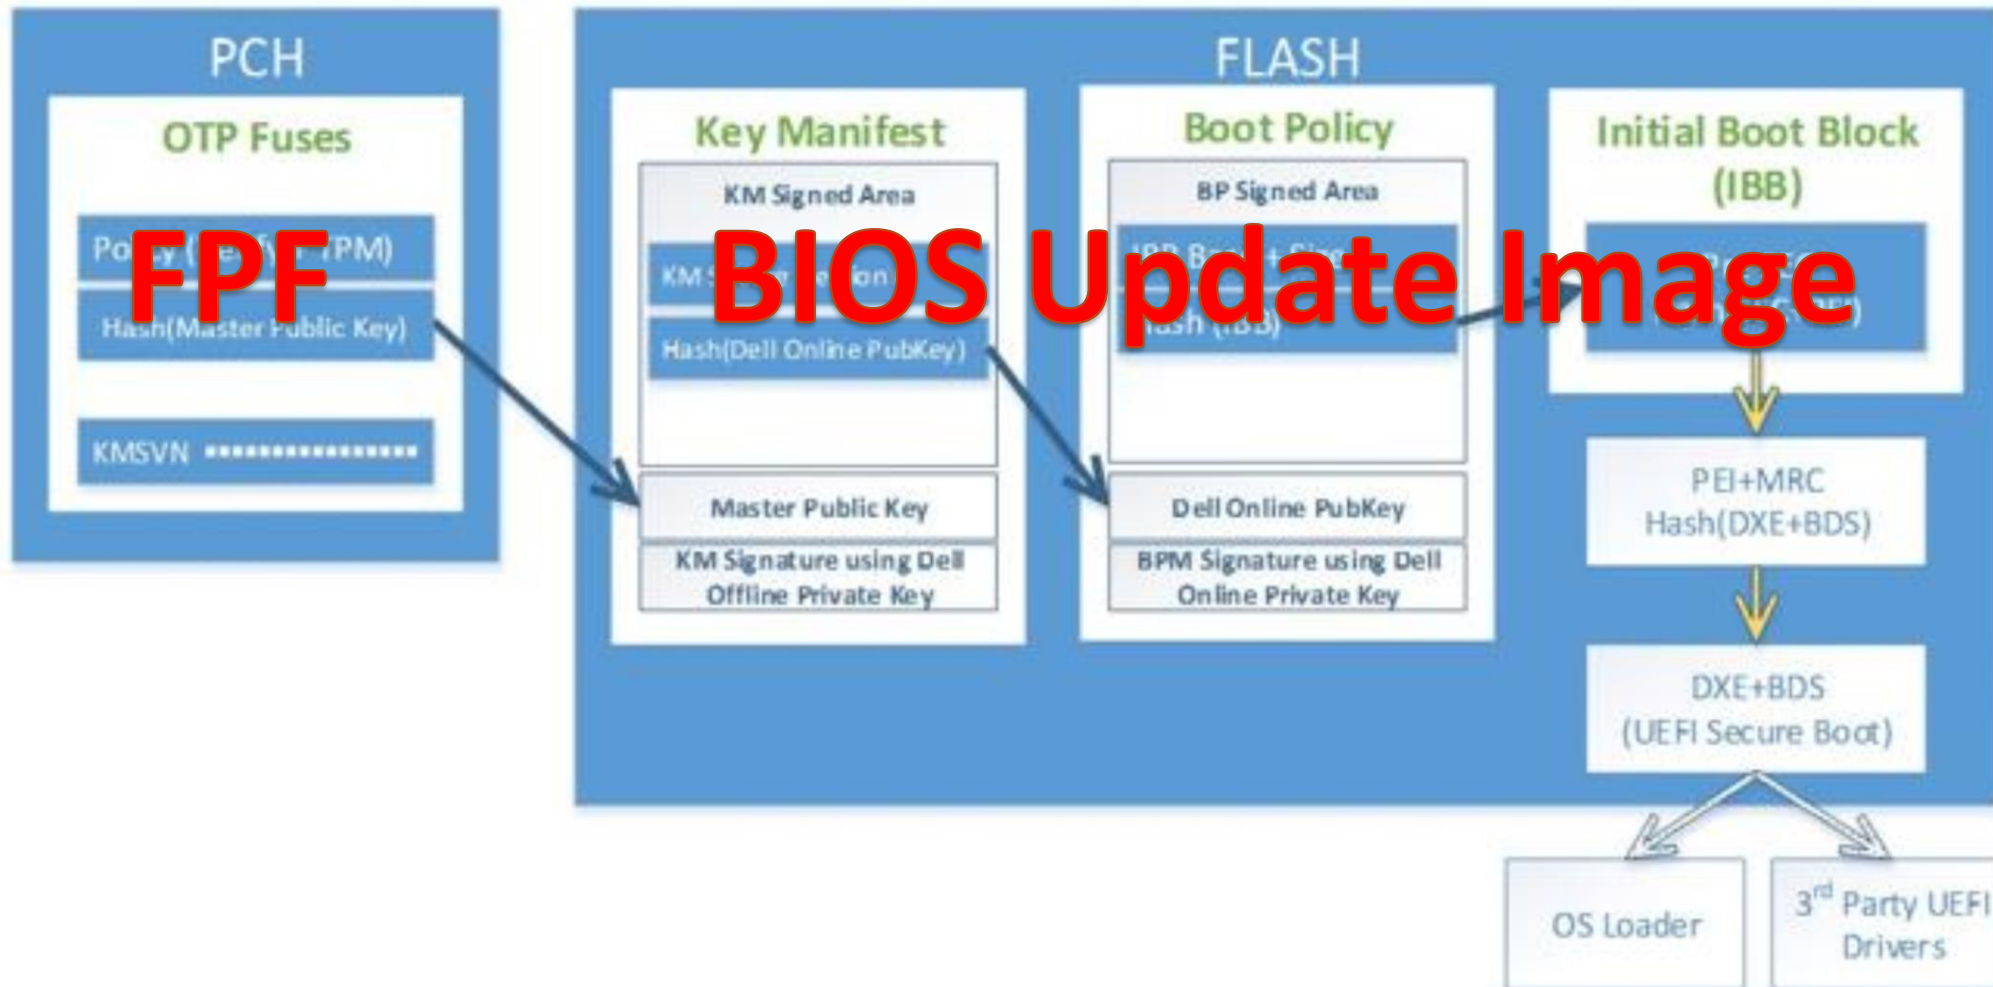 PCH
OTP Fuses
FPF
Hash(Master Public Key)
KMSVN
FLASH
Key Manifest
KM Signed Area
Hash(Dell Online PubKey)
Master Public Key
KM Signature using Dell
Offline Private Key
Boot Policy
BP Signed Area
BIOS Update Image
Dell Online PubKey
BPM Signature using Dell
Online Private Key
Initial Boot Block
(IBB)
PEI+MRC
Hash(DXE+BDS)
DXE+BDS
(UEFI Secure Boot)
OS Loader
3rd Party UEFI
Drivers